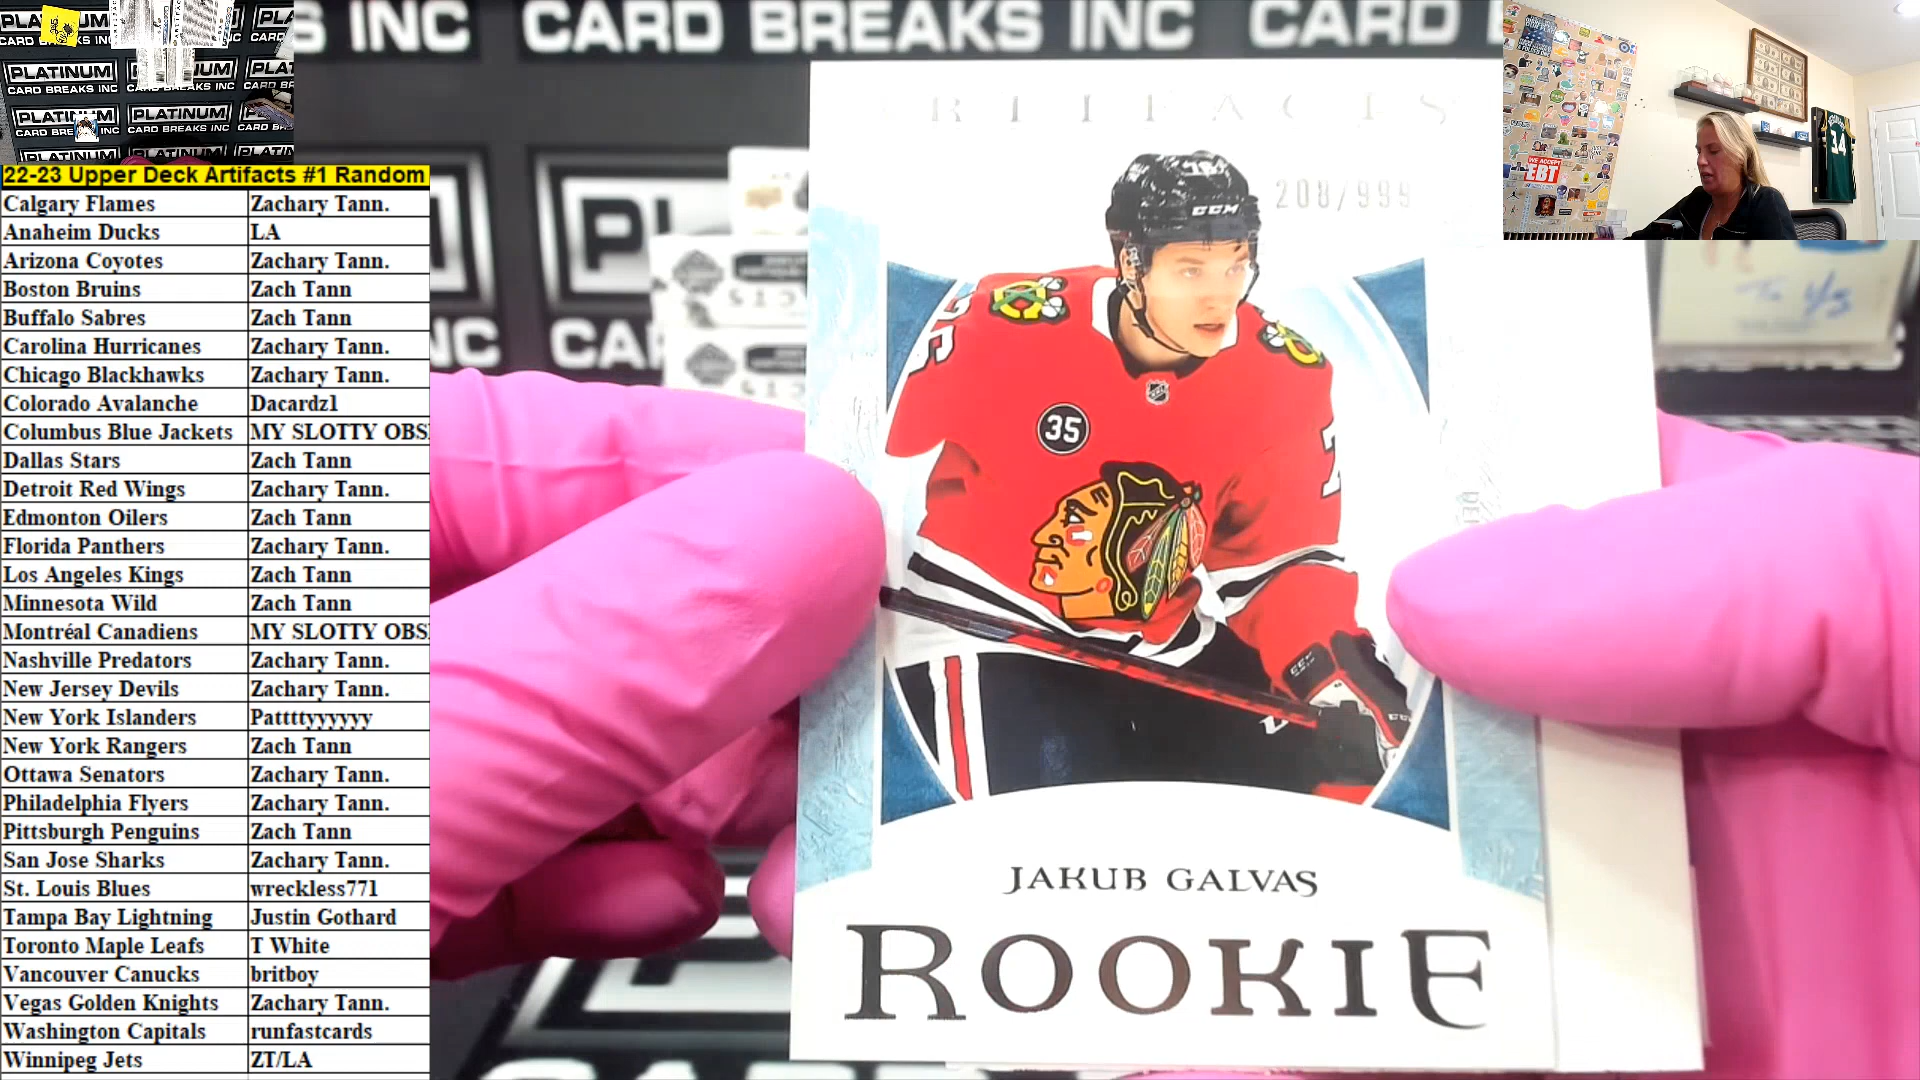 S INC CARD BREAKS INC CARD B
PLATINUM
CARD BREAKS INC
PLATINUM
CARD BREAKS INC
PLATINUM
CARD BREAKS INC
PLATINUM
22-23 Upper Deck Artifacts #1 Random
Calgary Flames Zachary Tann.
Anaheim Ducks LA
Arizona Coyotes Zachary Tann.
Boston Bruins Zach Tann
Buffalo Sabres Zach Tann
Carolina Hurricanes Zachary Tann.
Chicago Blackhawks Zachary Tann.
Colorado Avalanche Dacardz1
Columbus Blue Jackets MY SLOTTY OBS
Dallas Stars Zach Tann
Detroit Red Wings Zachary Tann.
Edmonton Oilers Zach Tann
Florida Panthers Zachary Tann.
Los Angeles Kings Zach Tann
Minnesota Wild Zach Tann
Montréal Canadiens MY SLOTTY OBS
Nashville Predators Zachary Tann.
New Jersey Devils Zachary Tann.
New York Islanders Pattttyyyyyy
New York Rangers Zach Tann
Ottawa Senators Zachary Tann.
Philadelphia Flyers Zachary Tann.
Pittsburgh Penguins Zach Tann
San Jose Sharks Zachary Tann.
St. Louis Blues wreckless771
Tampa Bay Lightning Justin Gothard
Toronto Maple Leafs T White
Vancouver Canucks britboy
Vegas Golden Knights Zachary Tann.
Washington Capitals runfastcards
Winnipeg Jets ZT/LA
RTIFACTS
208/999
CCM
35
JAKUB GALVAS
ROOKIE
WE ACCEPT
EBT
34